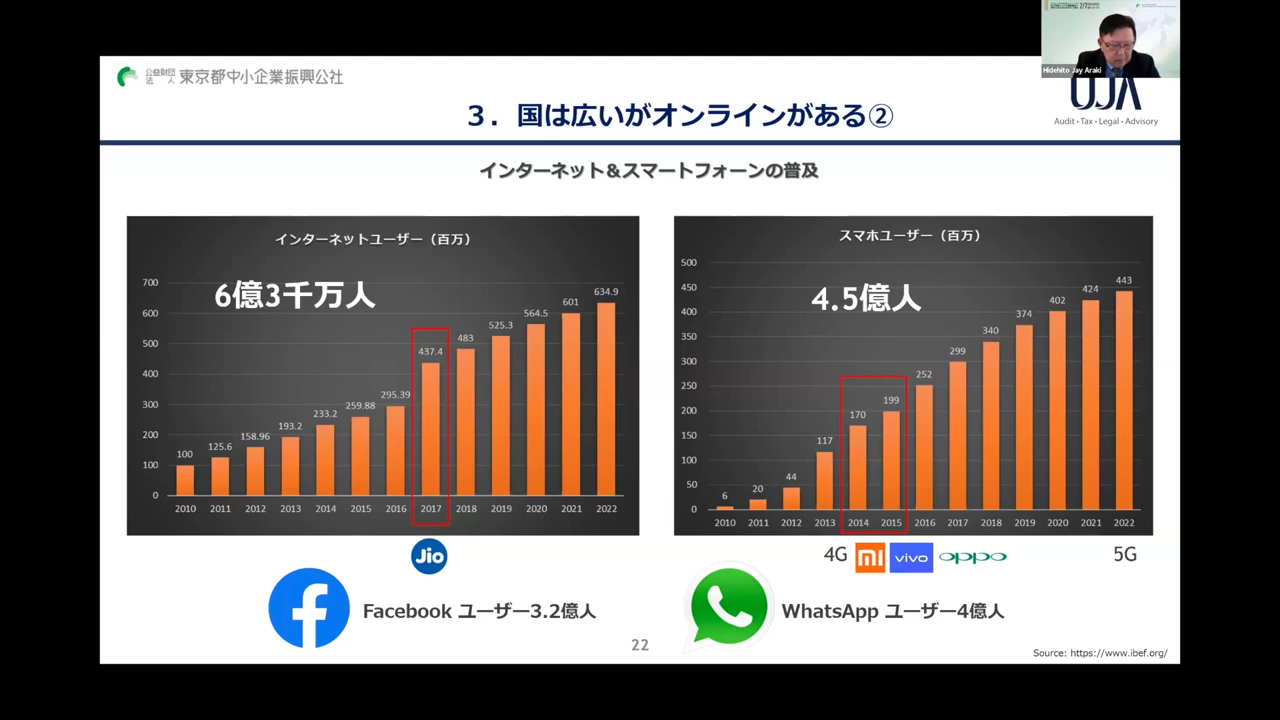 公益財団
法 人
東京都中小企業振興公社
Hidehito Jay Araki
UJA
Audit・Tax・Legal・Advisory
3．国は広いがオンラインがある②
インターネット＆スマートフォーンの普及
インターネットユーザー（百万）
6億3千万人
700
600
500
400
300
200
100
0
100
125.6
158.96
193.2
233.2
259.88
295.39
437.4
483
525.3
564.5
601
634.9
2010 2011 2012 2013 2014 2015 2016 2017 2018 2019 2020 2021 2022
スマホユーザー（百万）
4.5億人
500
450
400
350
300
250
200
150
100
50
0
6
20
44
117
170
199
252
299
340
374
402
424
443
2010 2011 2012 2013 2014 2015 2016 2017 2018 2019 2020 2021 2022
Jio
4G mi vivo oppo 5G
Facebook ユーザー3.2億人
WhatsApp ユーザー4億人
22
Source: https://www.ibef.org/